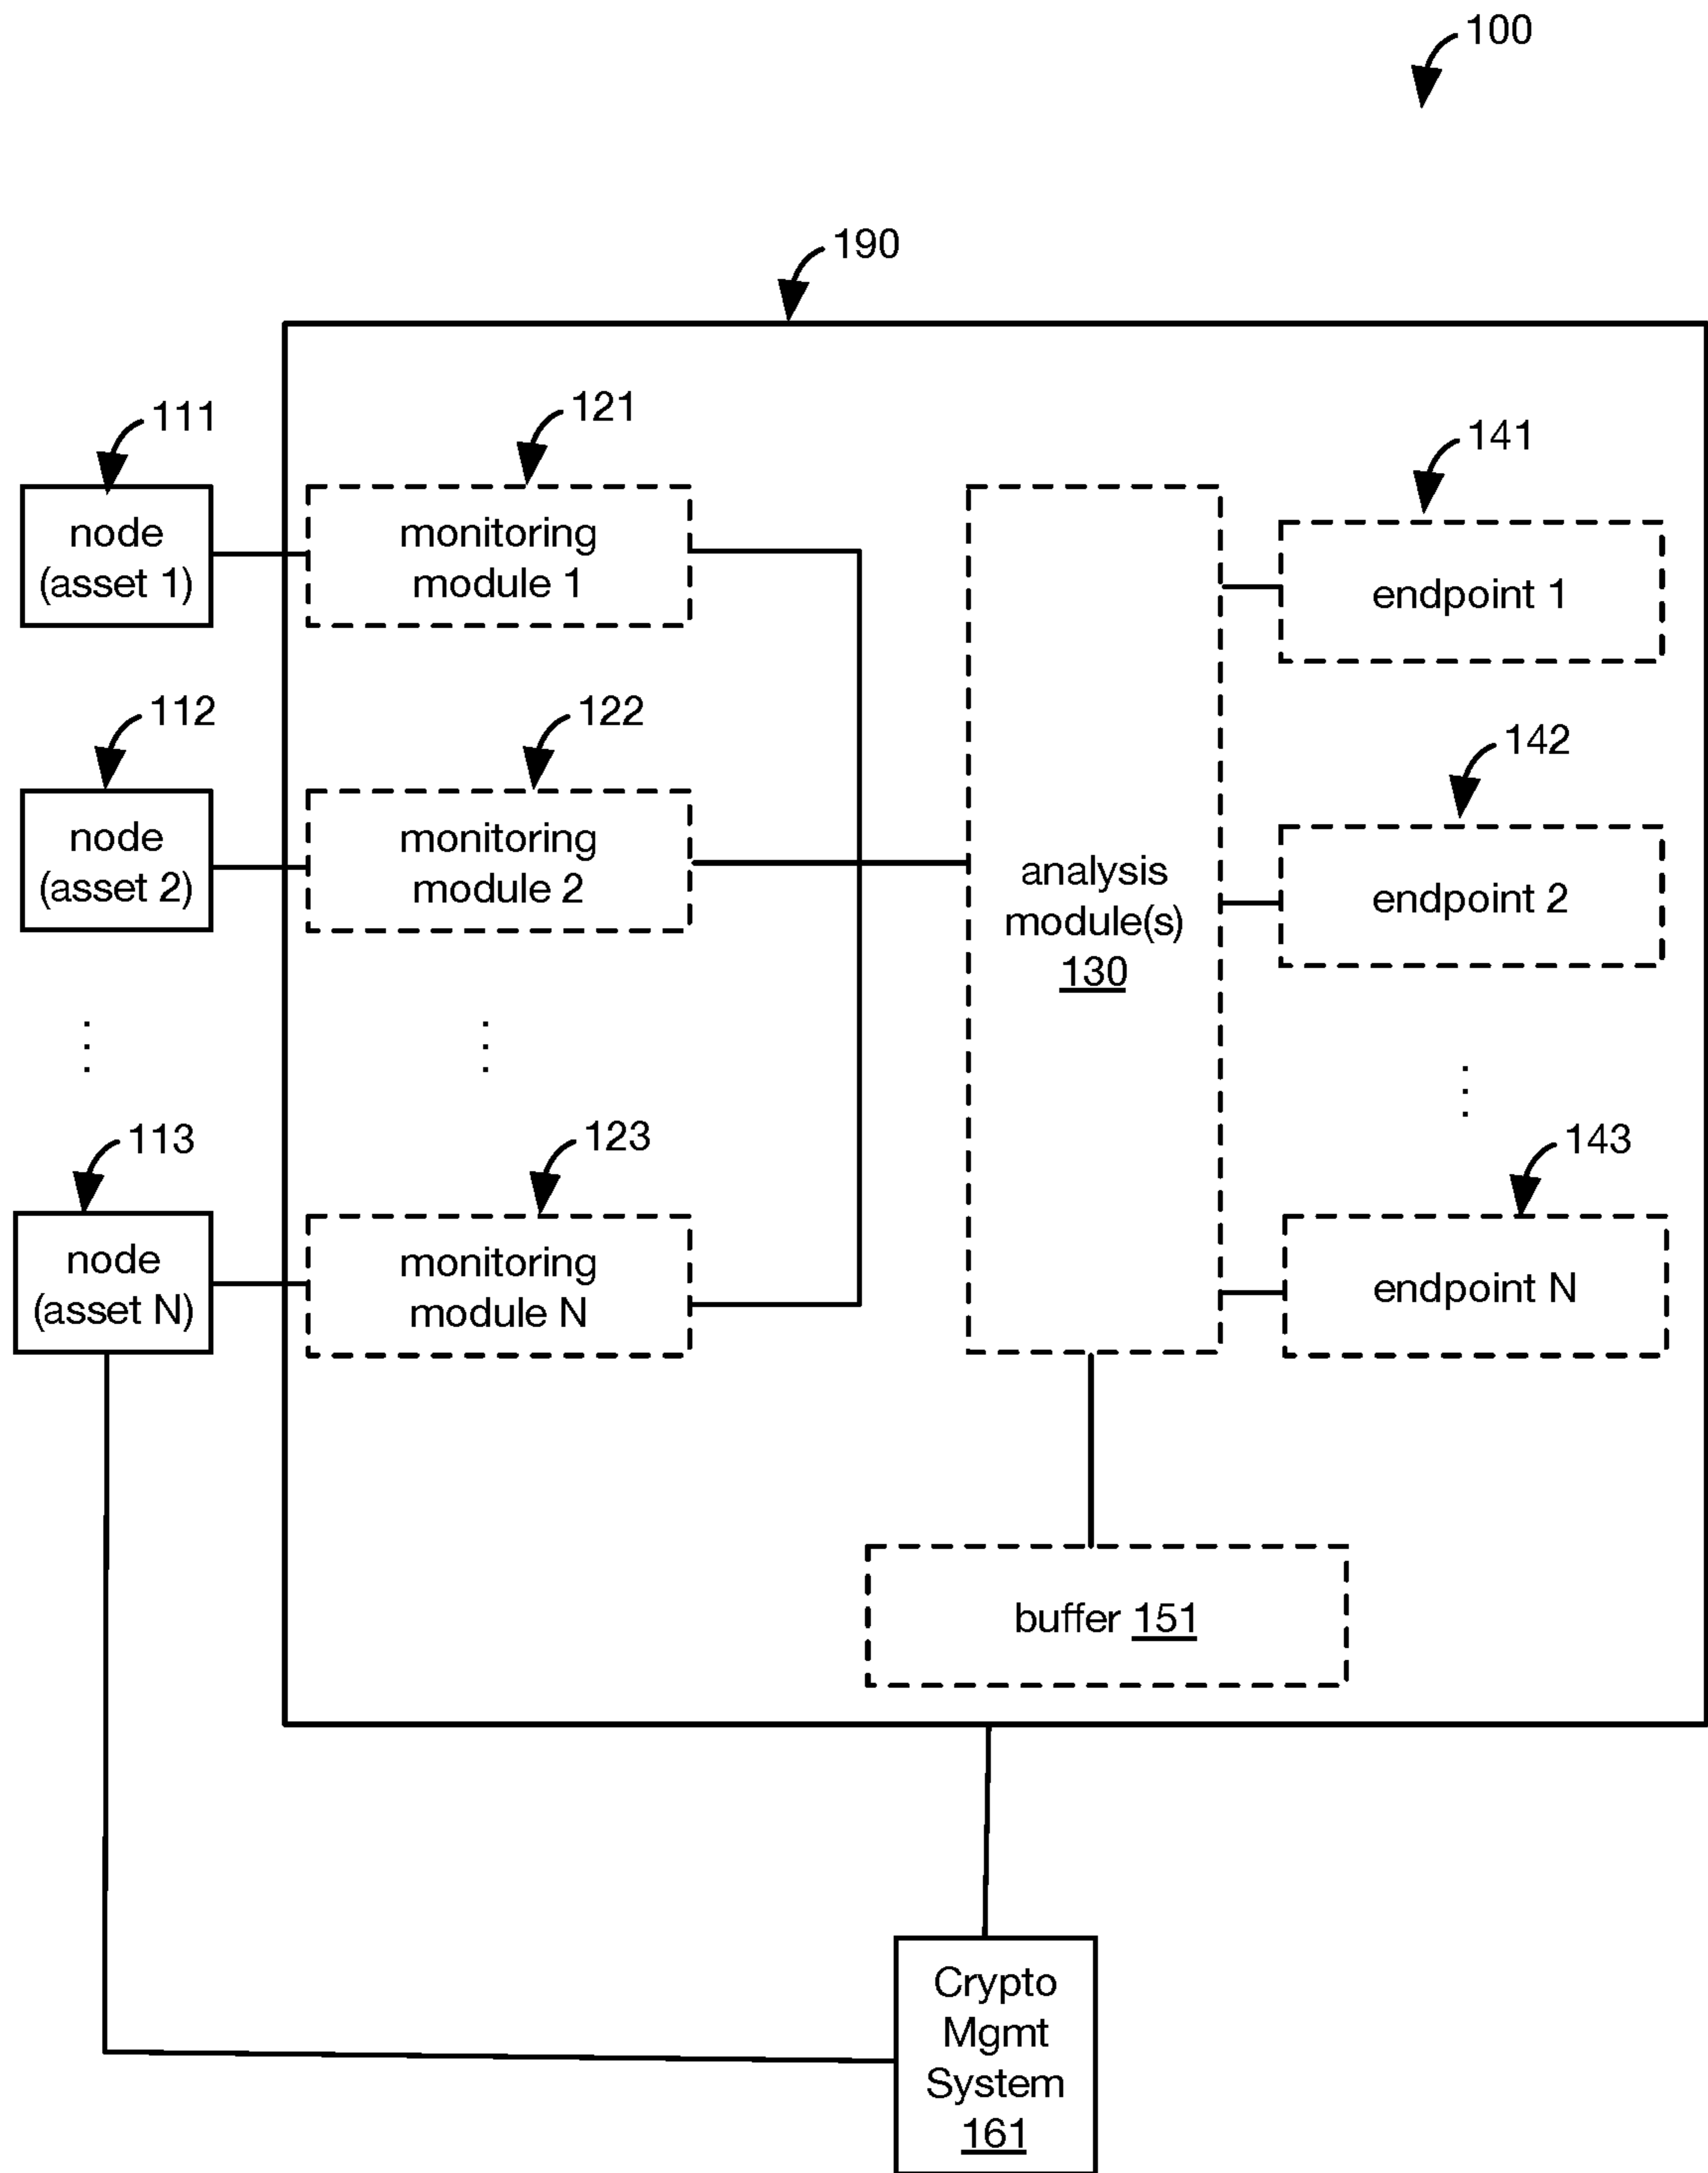 100
190
111
121
141
node
(asset 1)
monitoring
module 1
endpoint 1
112
122
142
node
(asset 2)
monitoring
module 2
analysis
module(s)
130
endpoint 2
113
123
143
node
(asset N)
monitoring
module N
endpoint N
buffer 151
Crypto
Mgmt
System
161